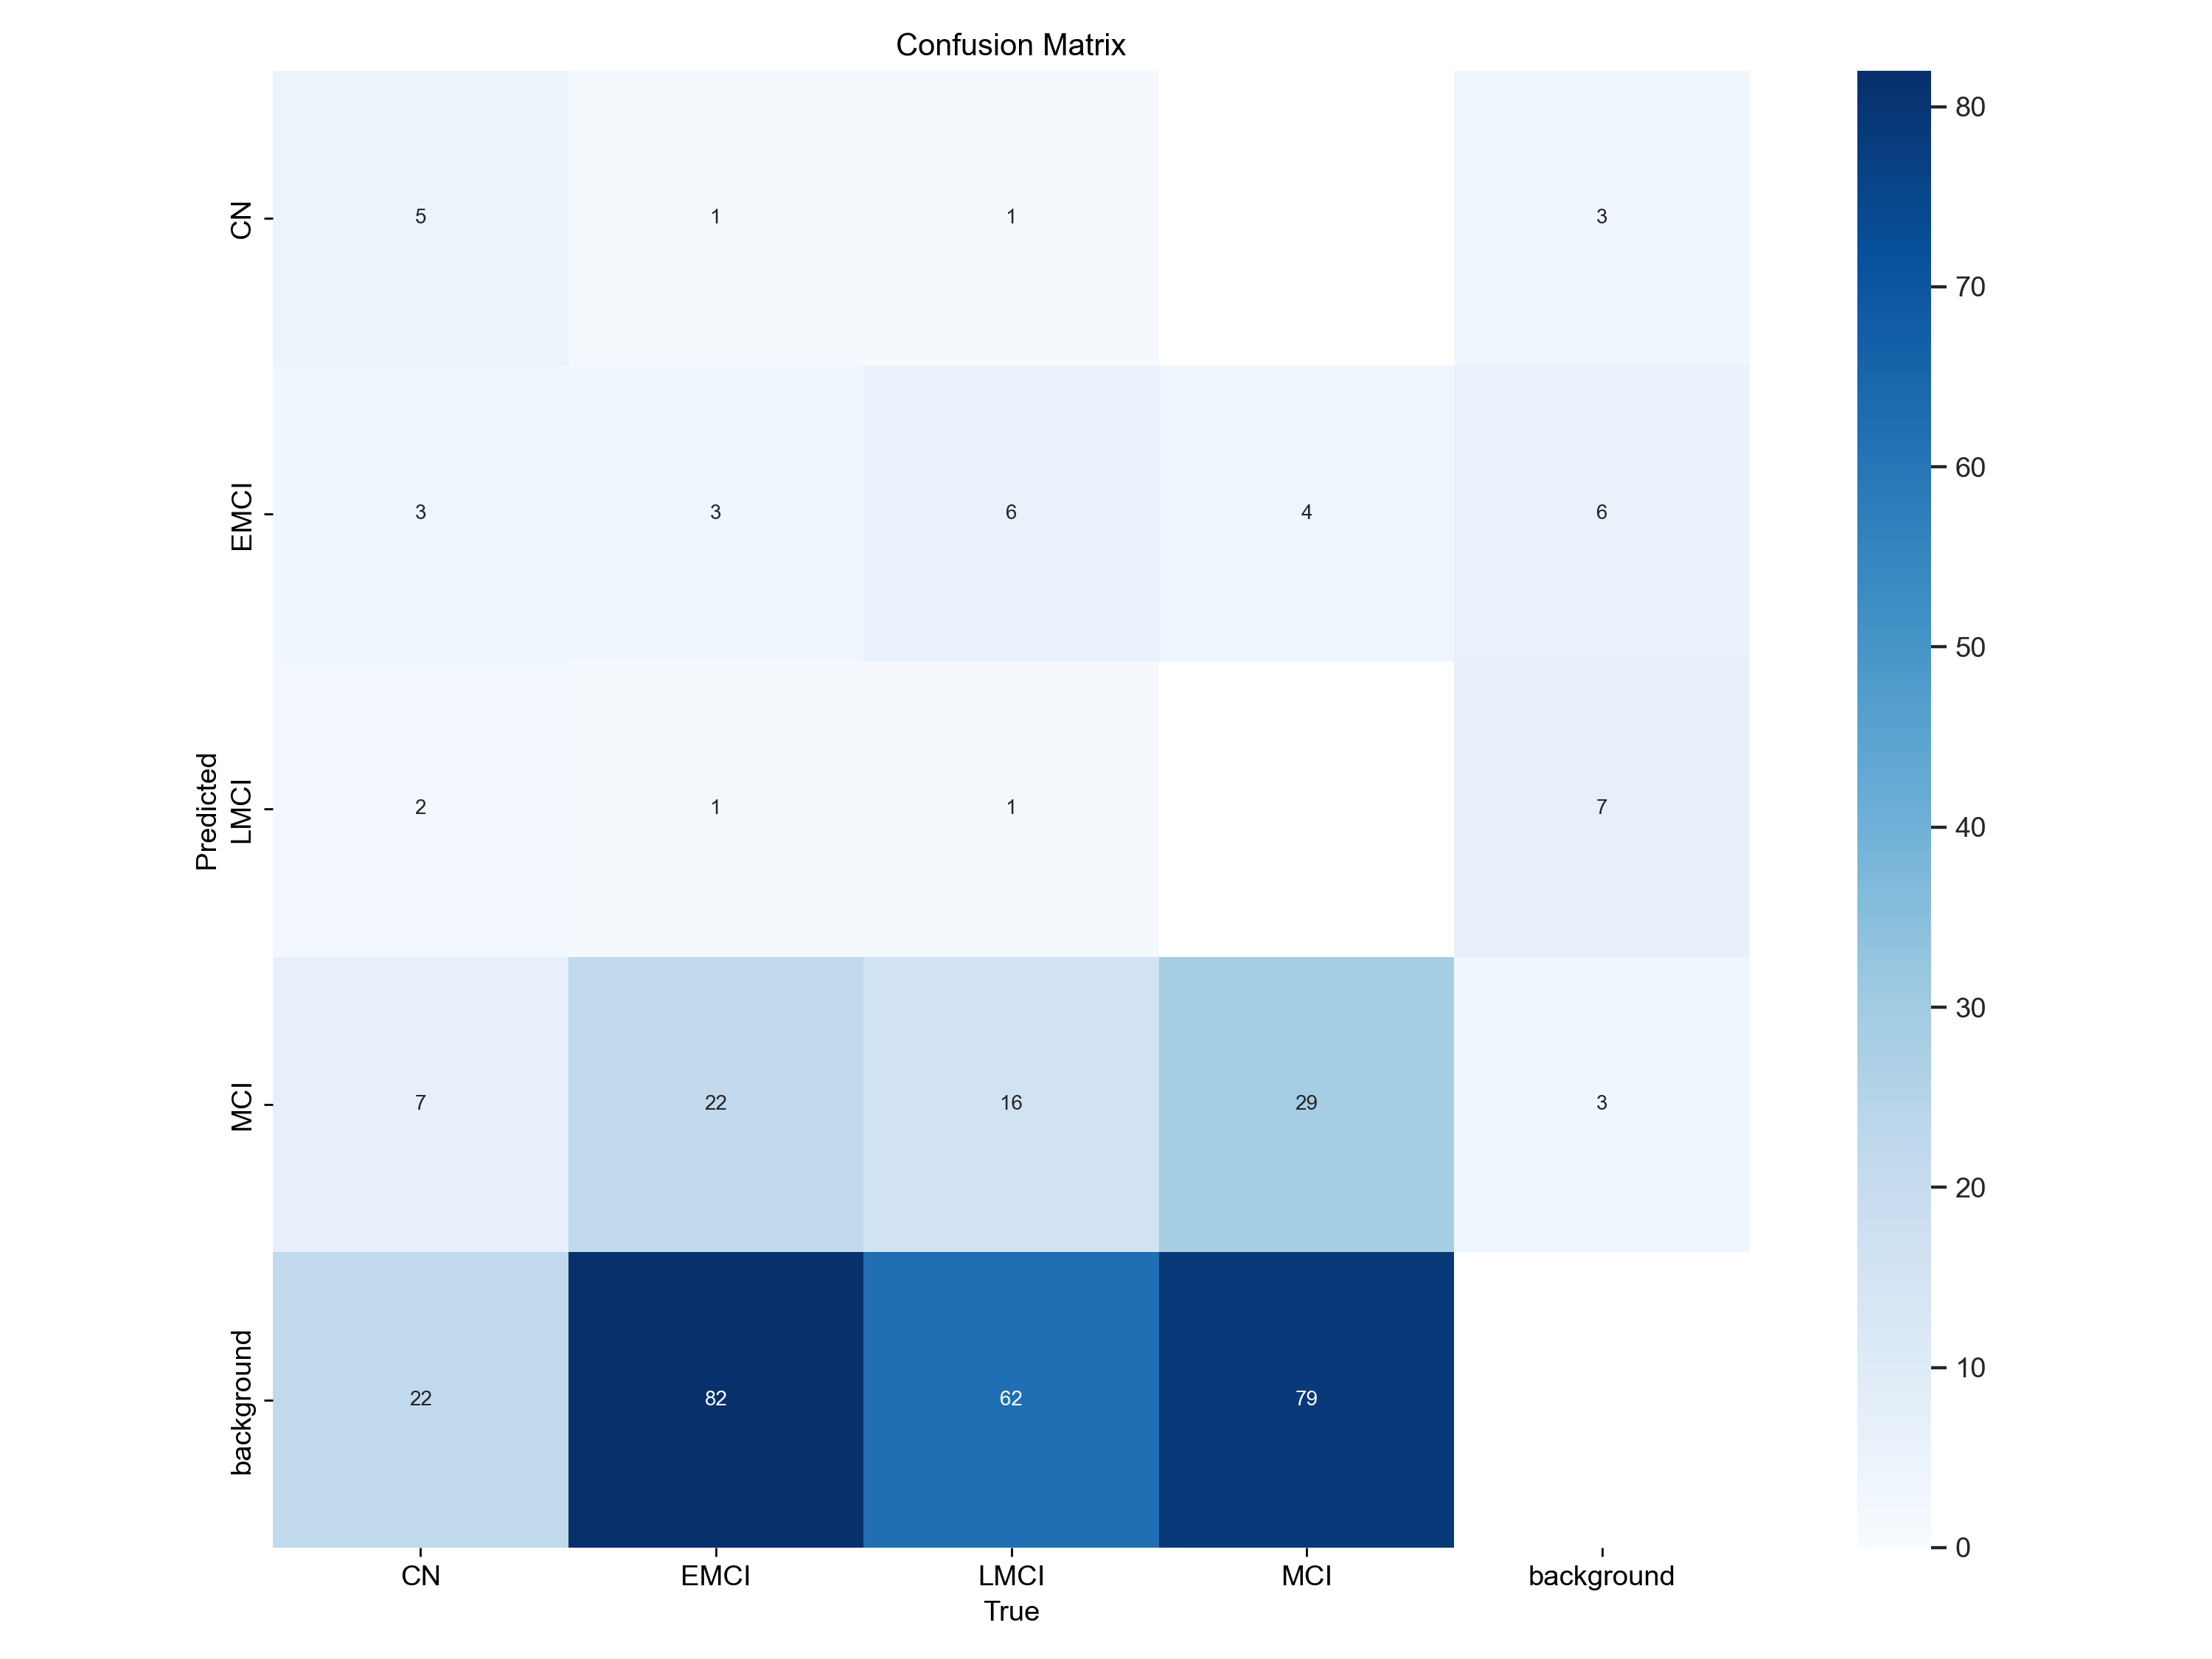 Confusion Matrix
CN 5 1 1 3
EMCI 3 3 6 4 6
LMCI 2 1 1 7
MCI 7 22 16 29 3
background 22 82 62 79
CN EMCI LMCI MCI background
True
Predicted
80
70
60
50
40
30
20
10
0